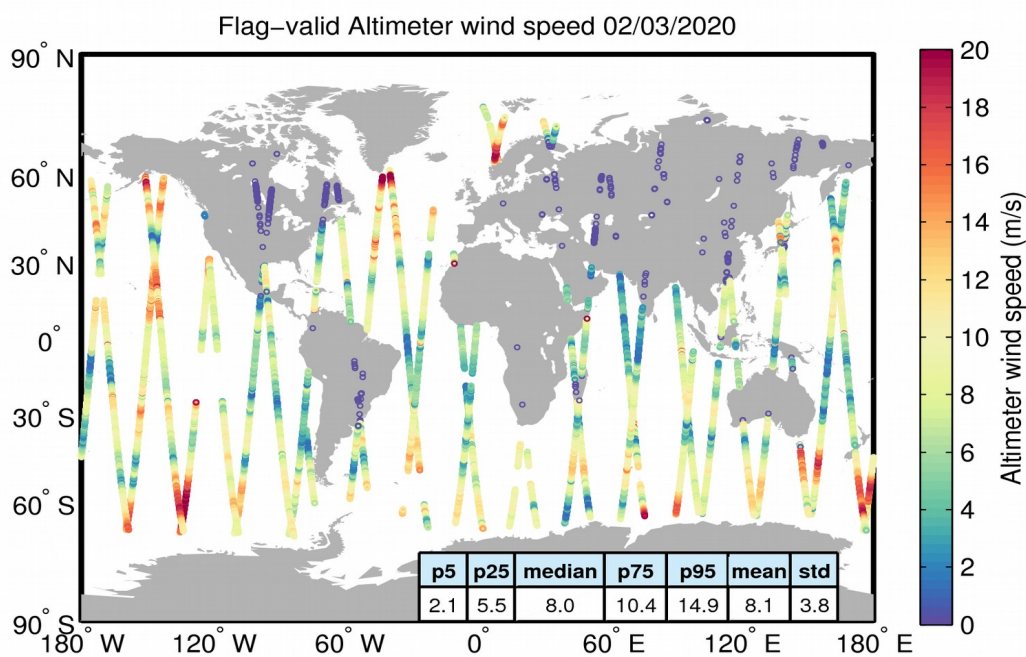 Flag−valid Altimeter wind speed 02/03/2020
90° N
60° N
30° N
0°
30° S
60° S
90° S
180° W
120° W
60° W
0°
60° E
120° E
180° E
p5 p25 median p75 p95 mean std
2.1 5.5 8.0 10.4 14.9 8.1 3.8
20
18
16
14
12
10
8
6
4
2
0
Altimeter wind speed (m/s)